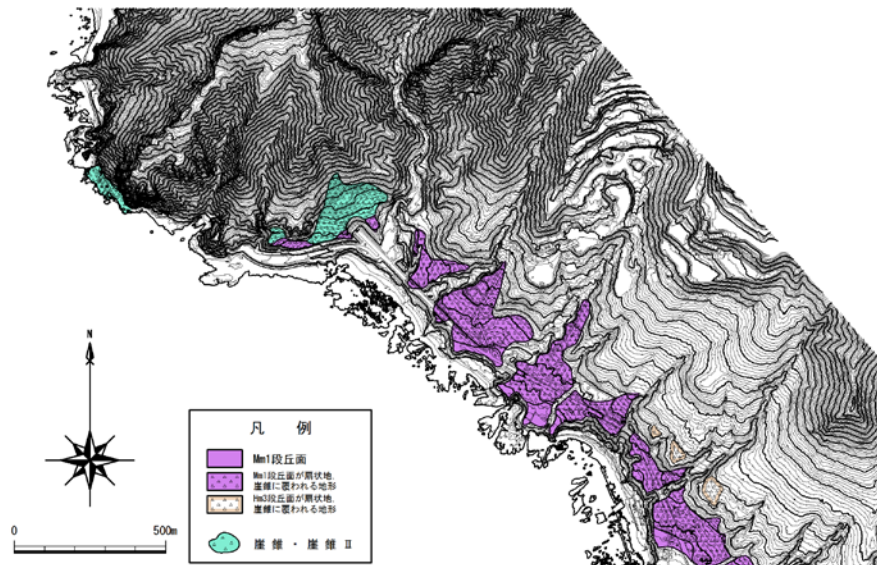 N
凡 例
Mm1段丘面
Mm1段丘面が扇状地、
崖錐に覆われる地形
Hm3段丘面が扇状地、
崖錐に覆われる地形
崖錐・崖錐Ⅱ
0 500m